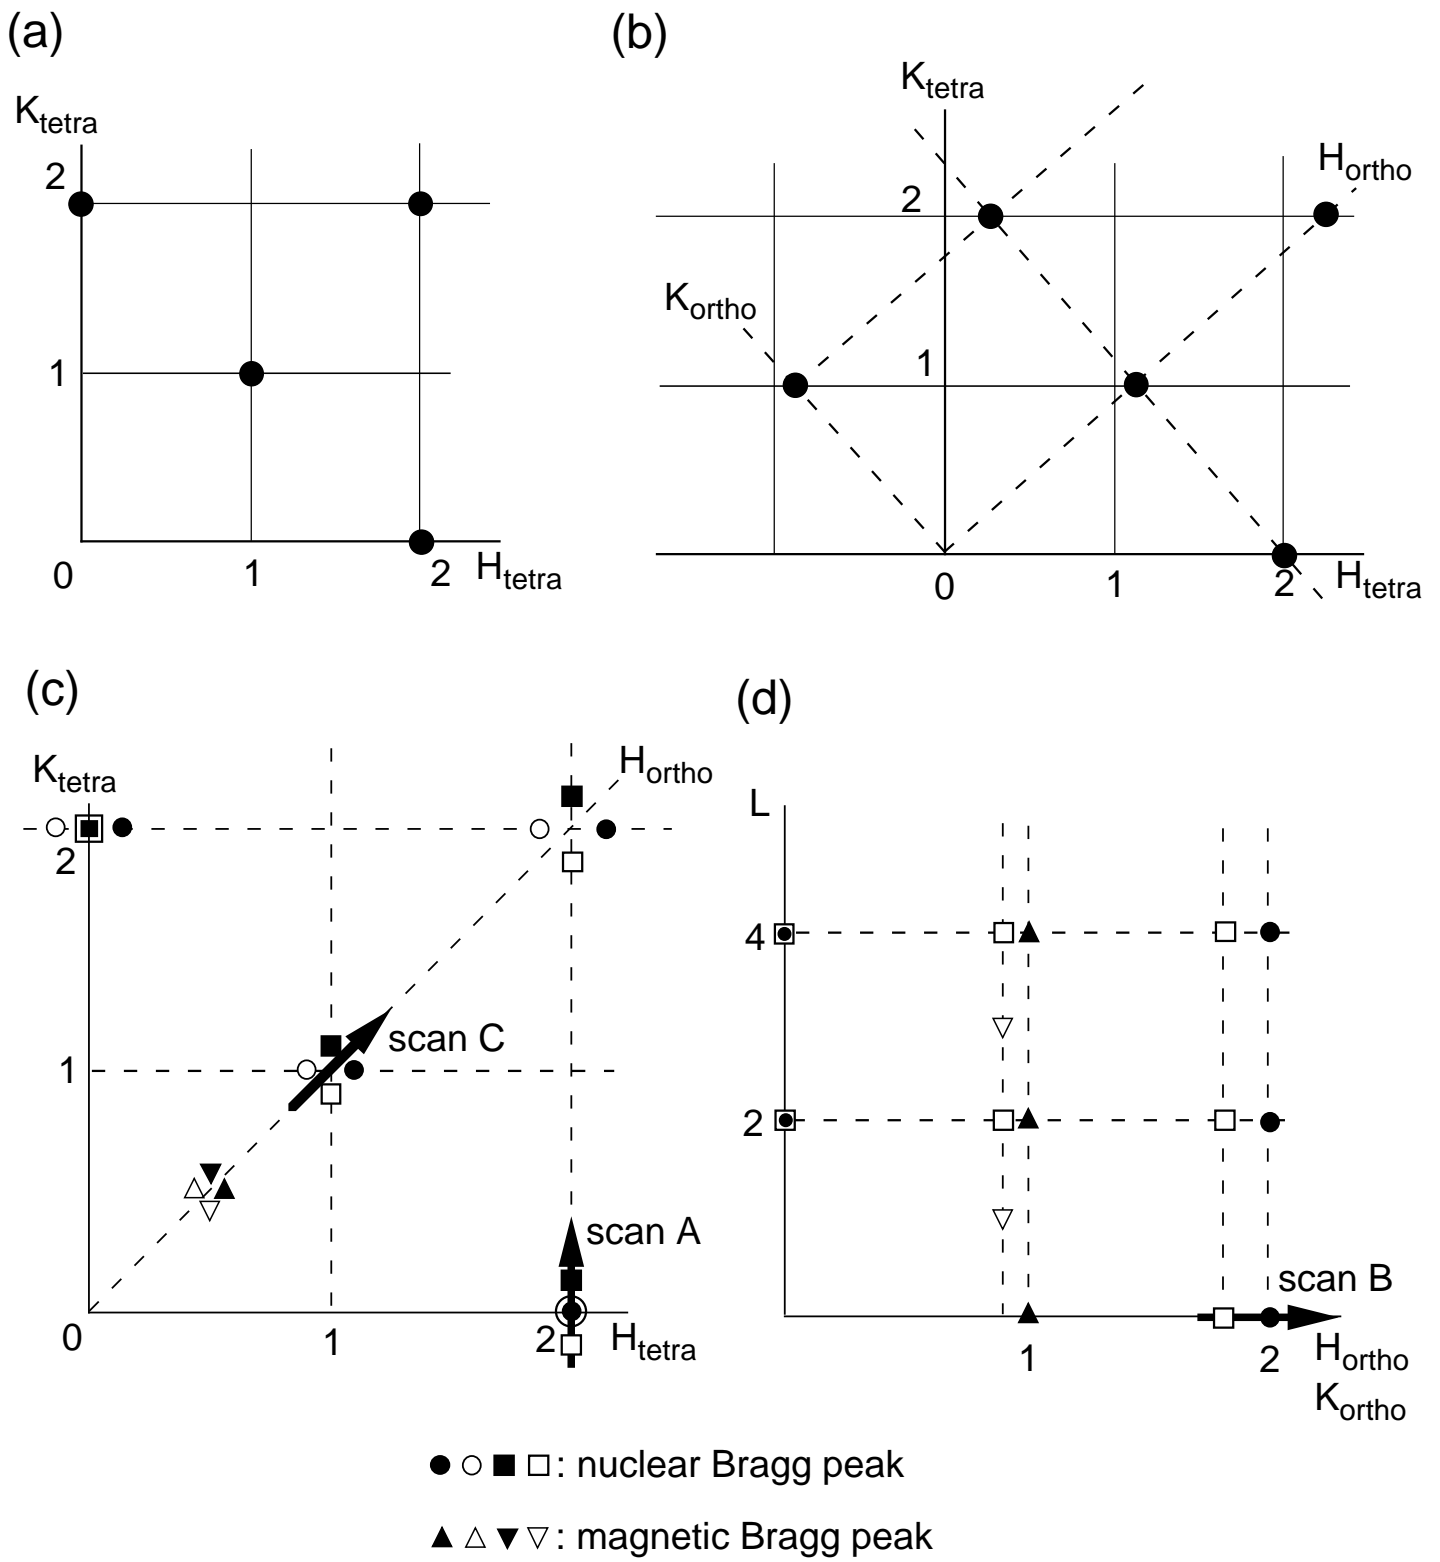 (a)
K_tetra
2
1
0
1
2
H_tetra
(b)
K_tetra
H_ortho
2
K_ortho
1
0
1
2
H_tetra
(c)
K_tetra
H_ortho
2
scan C
1
scan A
0
1
2
H_tetra
(d)
L
4
2
scan B
1
2
H_ortho
K_ortho
: nuclear Bragg peak
: magnetic Bragg peak